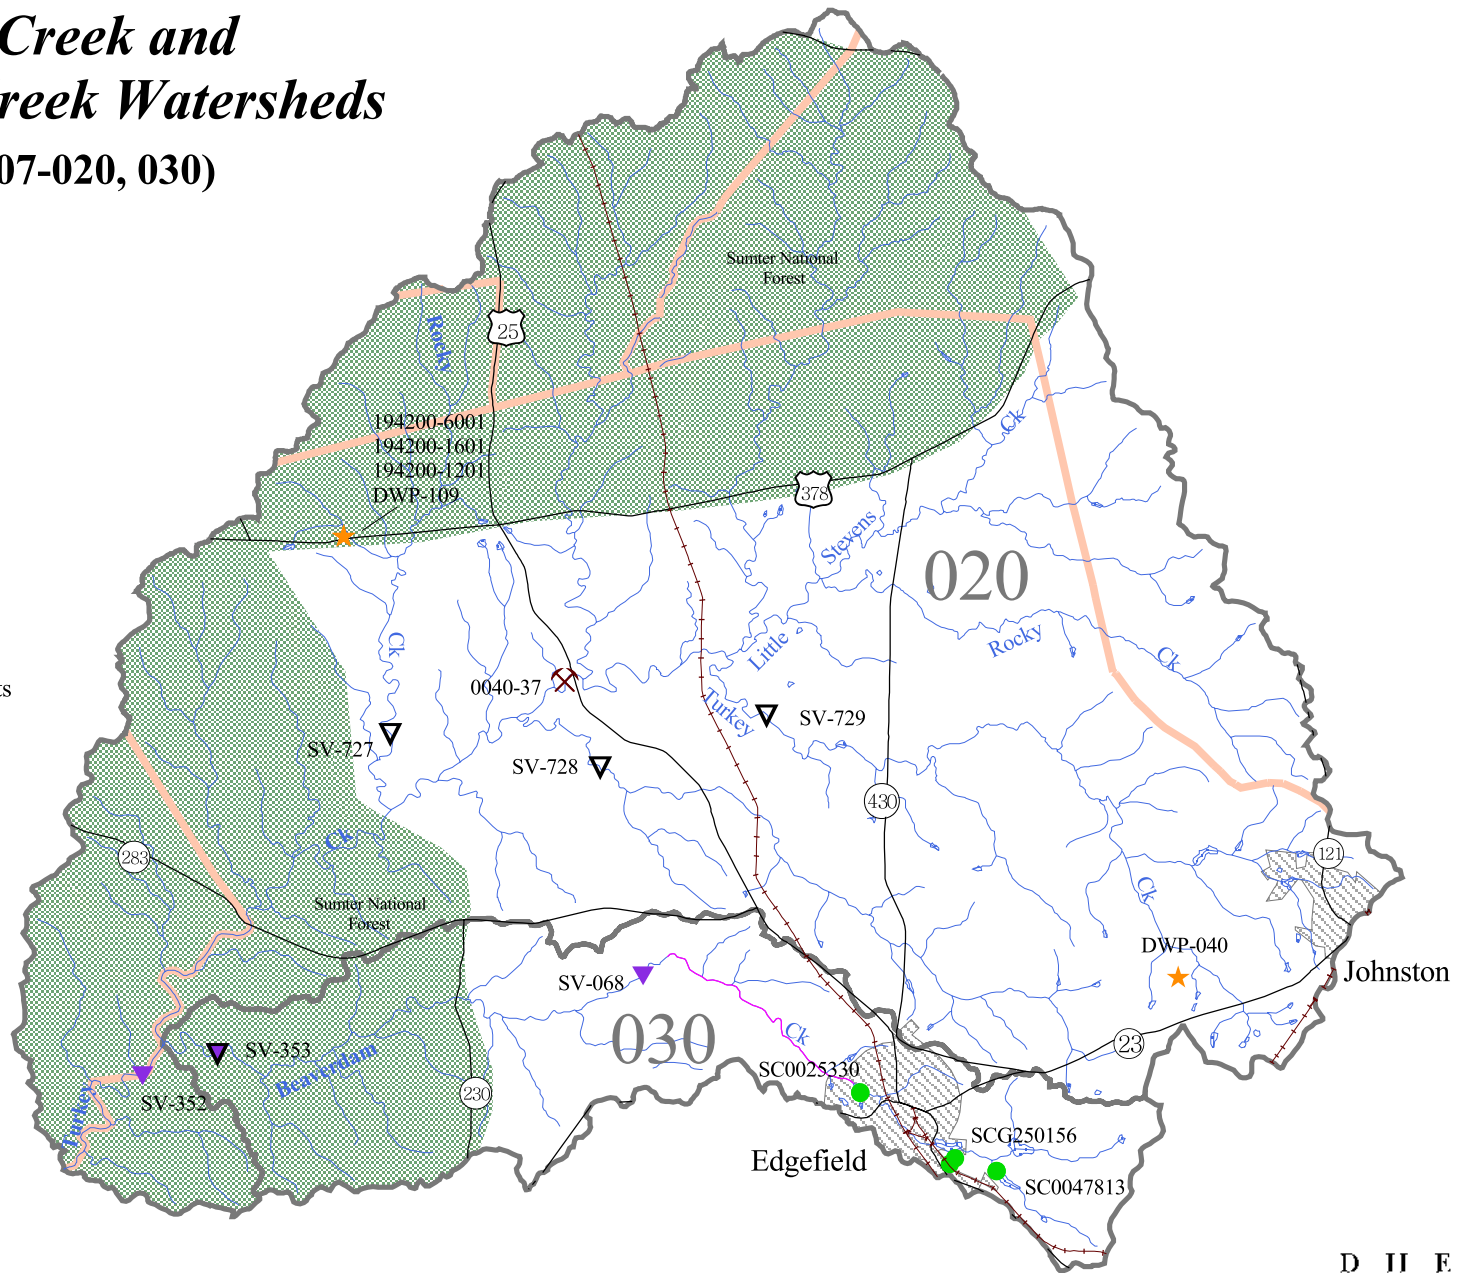 Creek and
reek Watersheds
07-020, 030)
Sumter National
Forest
25
Rocky
194200-6001
194200-1601
194200-1201
DWP-109
Ck
378
Stevens
020
Ck
Little
Rocky
Ck
ts
0040-37
Turkey
SV-729
SV-727
SV-728
430
283
Ck
121
Ck
Sumter National
Forest
DWP-040
Johnston
SV-068
030
Ck
23
SV-353
Beaverdam
SC0025330
230
SV-352
Turkey
SCG250156
Edgefield
SC0047813
D H E